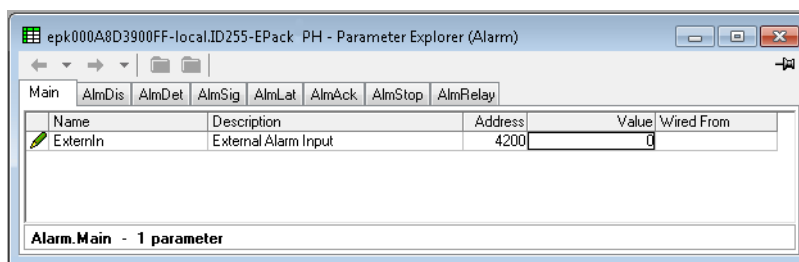 epk000A8D3900FF-local.ID255-EPack PH - Parameter Explorer (Alarm)
Main AlmDis AlmDet AlmSig AlmLat AlmAck AlmStop AlmRelay
Name Description Address Value Wired From
ExternIn External Alarm Input 4200 0
Alarm.Main - 1 parameter